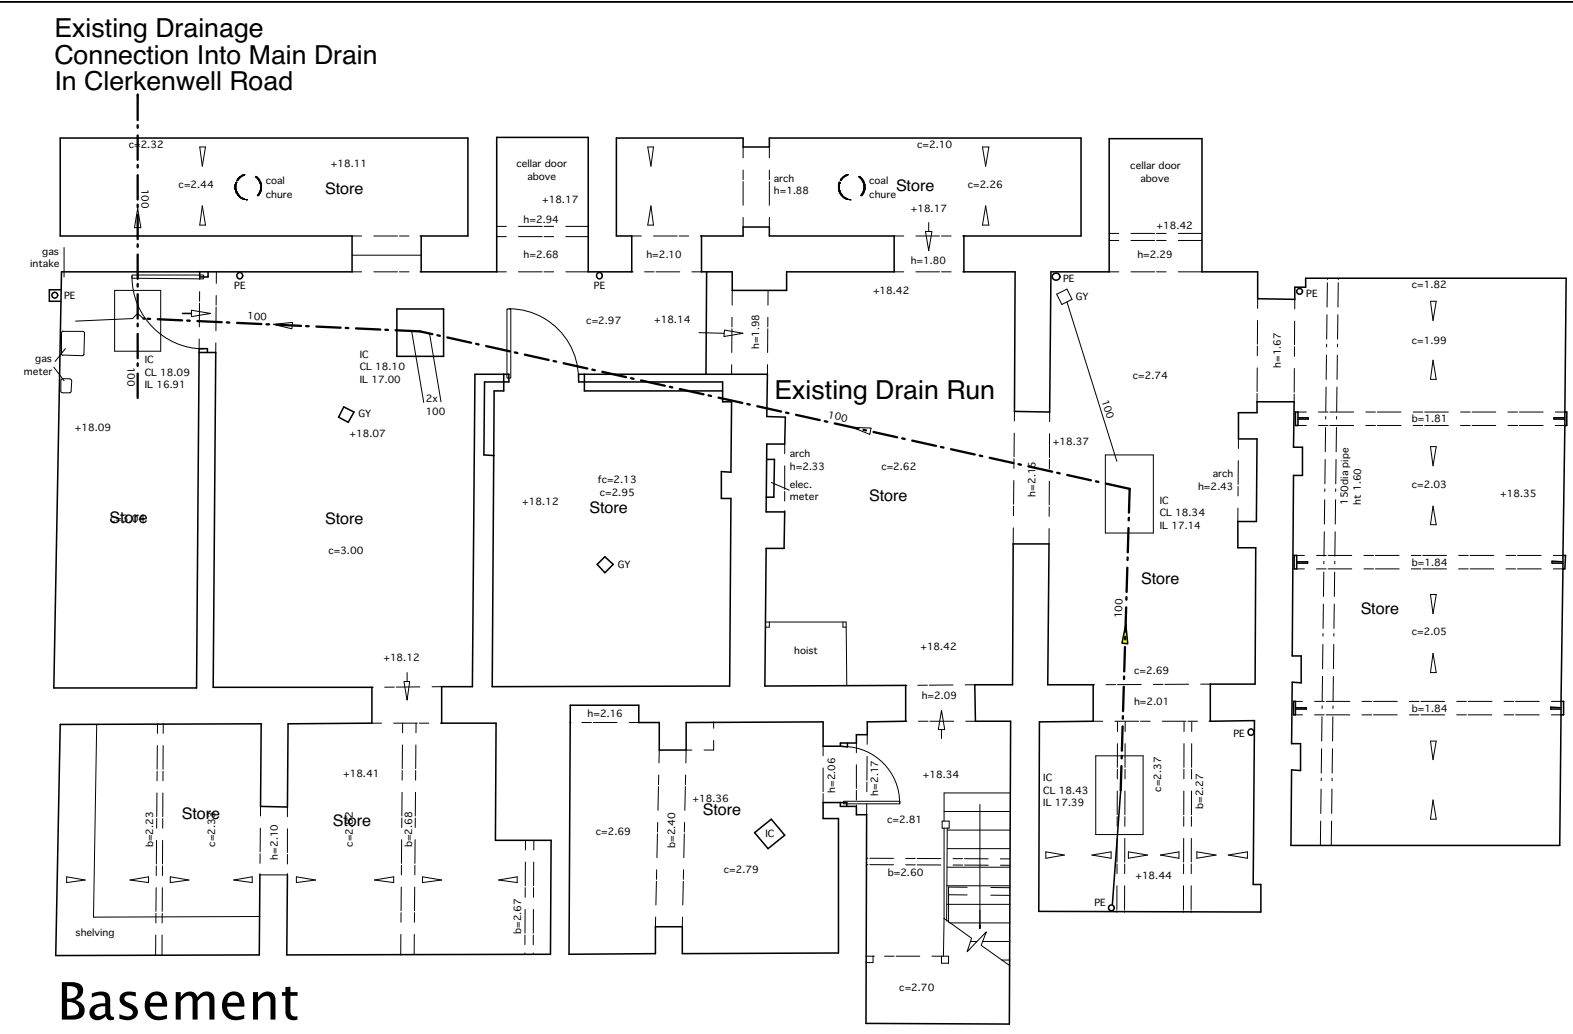 Existing Drainage
Connection Into Main Drain
In Clerkenwell Road
c=2.32
c=2.44
100
+18.11
coal
chure
Store
cellar door
above
+18.17
h=2.94
h=2.68
arch
h=1.88
coal
chure
Store
c=2.10
c=2.26
+18.17
h=2.10
h=1.80
cellar door
above
+18.42
h=2.29
gas
intake
PE
PE
PE
PE
GY
PE
c=1.82
100
c=2.97
+18.14
h=1.98
+18.42
h=1.67
c=1.99
gas
meter
IC
CL 18.09
IL 16.91
100
IC
CL 18.10
IL 17.00
2x
100
c=2.74
Existing Drain Run
100
100
b=1.81
+18.09
GY
+18.07
+18.37
arch
h=2.33
elec.
meter
c=2.62
Store
h=2.15
arch
h=2.43
150dia pipe
ht 1.60
c=2.03
+18.35
fc=2.13
c=2.95
Store
+18.12
IC
CL 18.34
IL 17.14
Store
Store
c=3.00
GY
b=1.84
Store
100
Store
c=2.05
hoist
+18.12
+18.42
c=2.69
h=2.09
h=2.01
b=1.84
h=2.16
PE
+18.41
h=2.06
h=2.17
+18.34
IC
CL 18.43
IL 17.39
c=2.37
b=2.27
b=2.23
Store
h=2.10
Store
b=2.68
c=2.69
b=2.40
+18.36
Store
IC
c=2.79
c=2.81
b=2.60
+18.44
PE
b=2.67
shelving
c=2.70
Basement